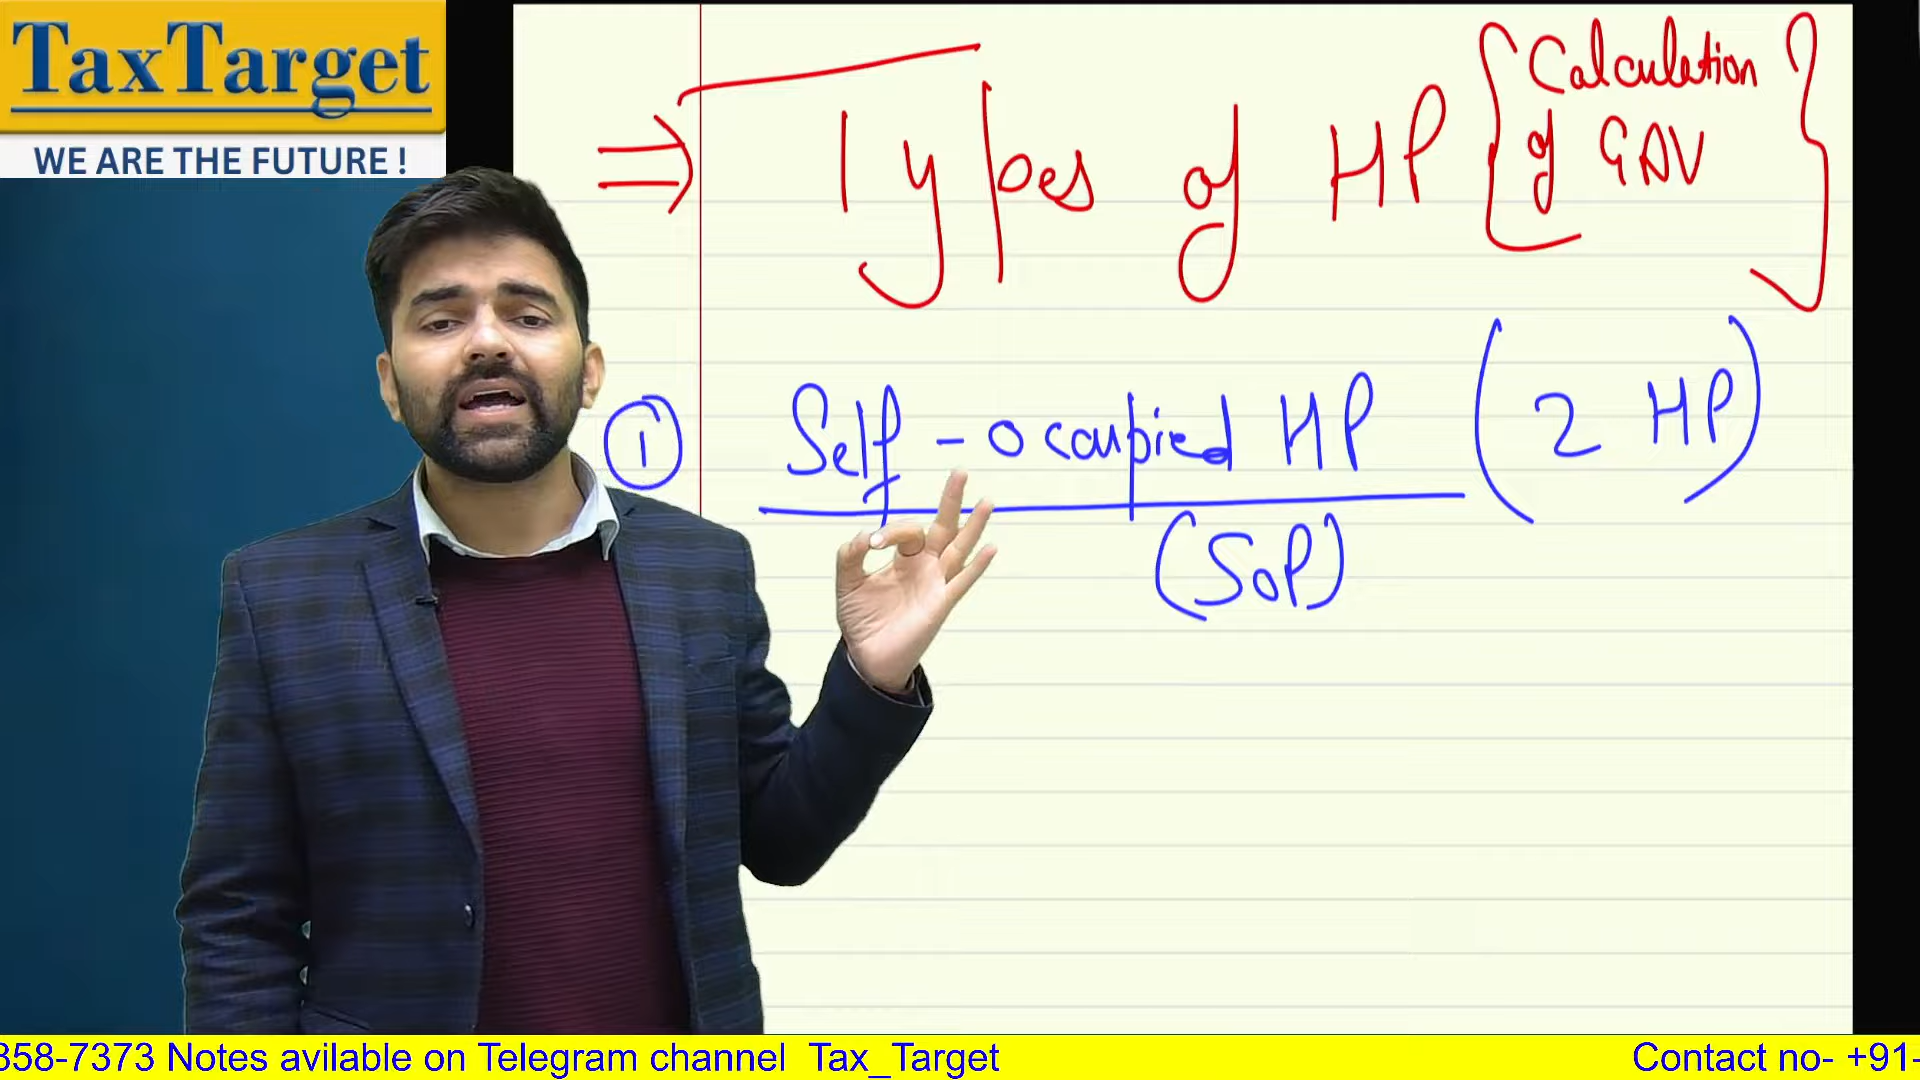 TaxTarget
WE ARE THE FUTURE !
⇒ Types of HP { Calculation of GAV }
① Self-occupied HP (2 HP)
(SOP)
358-7373 Notes avilable on Telegram channel Tax_Target
Contact no- +91-